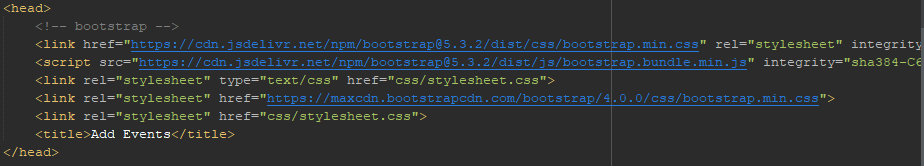 <head>
<!-- bootstrap -->
<link href="https://cdn.jsdelivr.net/npm/bootstrap@5.3.2/dist/css/bootstrap.min.css" rel="stylesheet" integrity
<script src="https://cdn.jsdelivr.net/npm/bootstrap@5.3.2/dist/js/bootstrap.bundle.min.js" integrity="sha384-C6
<link rel="stylesheet" type="text/css" href="css/stylesheet.css">
<link rel="stylesheet" href="https://maxcdn.bootstrapcdn.com/bootstrap/4.0.0/css/bootstrap.min.css">
<link rel="stylesheet" href="css/stylesheet.css">
<title>Add Events</title>
</head>